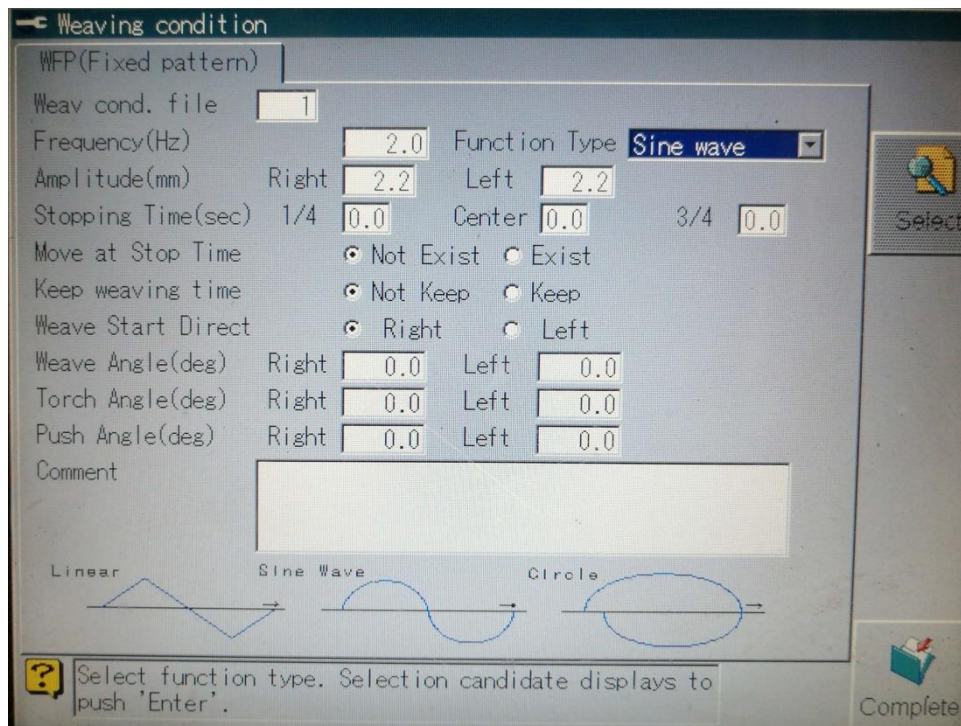 Weaving condition
WFP(Fixed pattern)
Weav cond. file 1
Frequency(Hz) 2.0 Function Type Sine wave
Amplitude(mm) Right 2.2 Left 2.2
Stopping Time(sec) 1/4 0.0 Center 0.0 3/4 0.0
Move at Stop Time Not Exist Exist
Keep weaving time Not Keep Keep
Weave Start Direct Right Left
Weave Angle(deg) Right 0.0 Left 0.0
Torch Angle(deg) Right 0.0 Left 0.0
Push Angle(deg) Right 0.0 Left 0.0
Comment
Linear Sine Wave Circle
Select function type. Selection candidate displays to
push 'Enter'.
Select
Complete